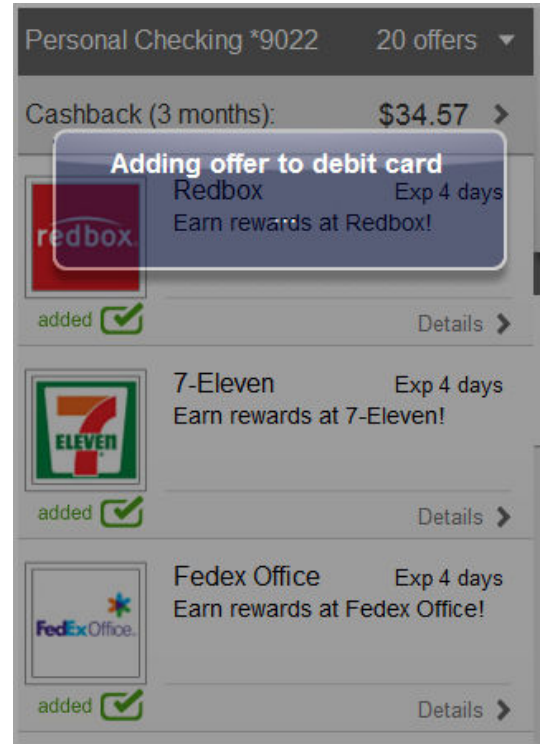 Personal Checking *9022 20 offers
Cashback (3 months): $34.57
Adding offer to debit card
...
Redbox Exp 4 days
Earn rewards at Redbox!
redbox.
added Details
7-Eleven Exp 4 days
Earn rewards at 7-Eleven!
7
ELEVEn
added Details
Fedex Office Exp 4 days
Earn rewards at Fedex Office!
FedEx Office.
added Details